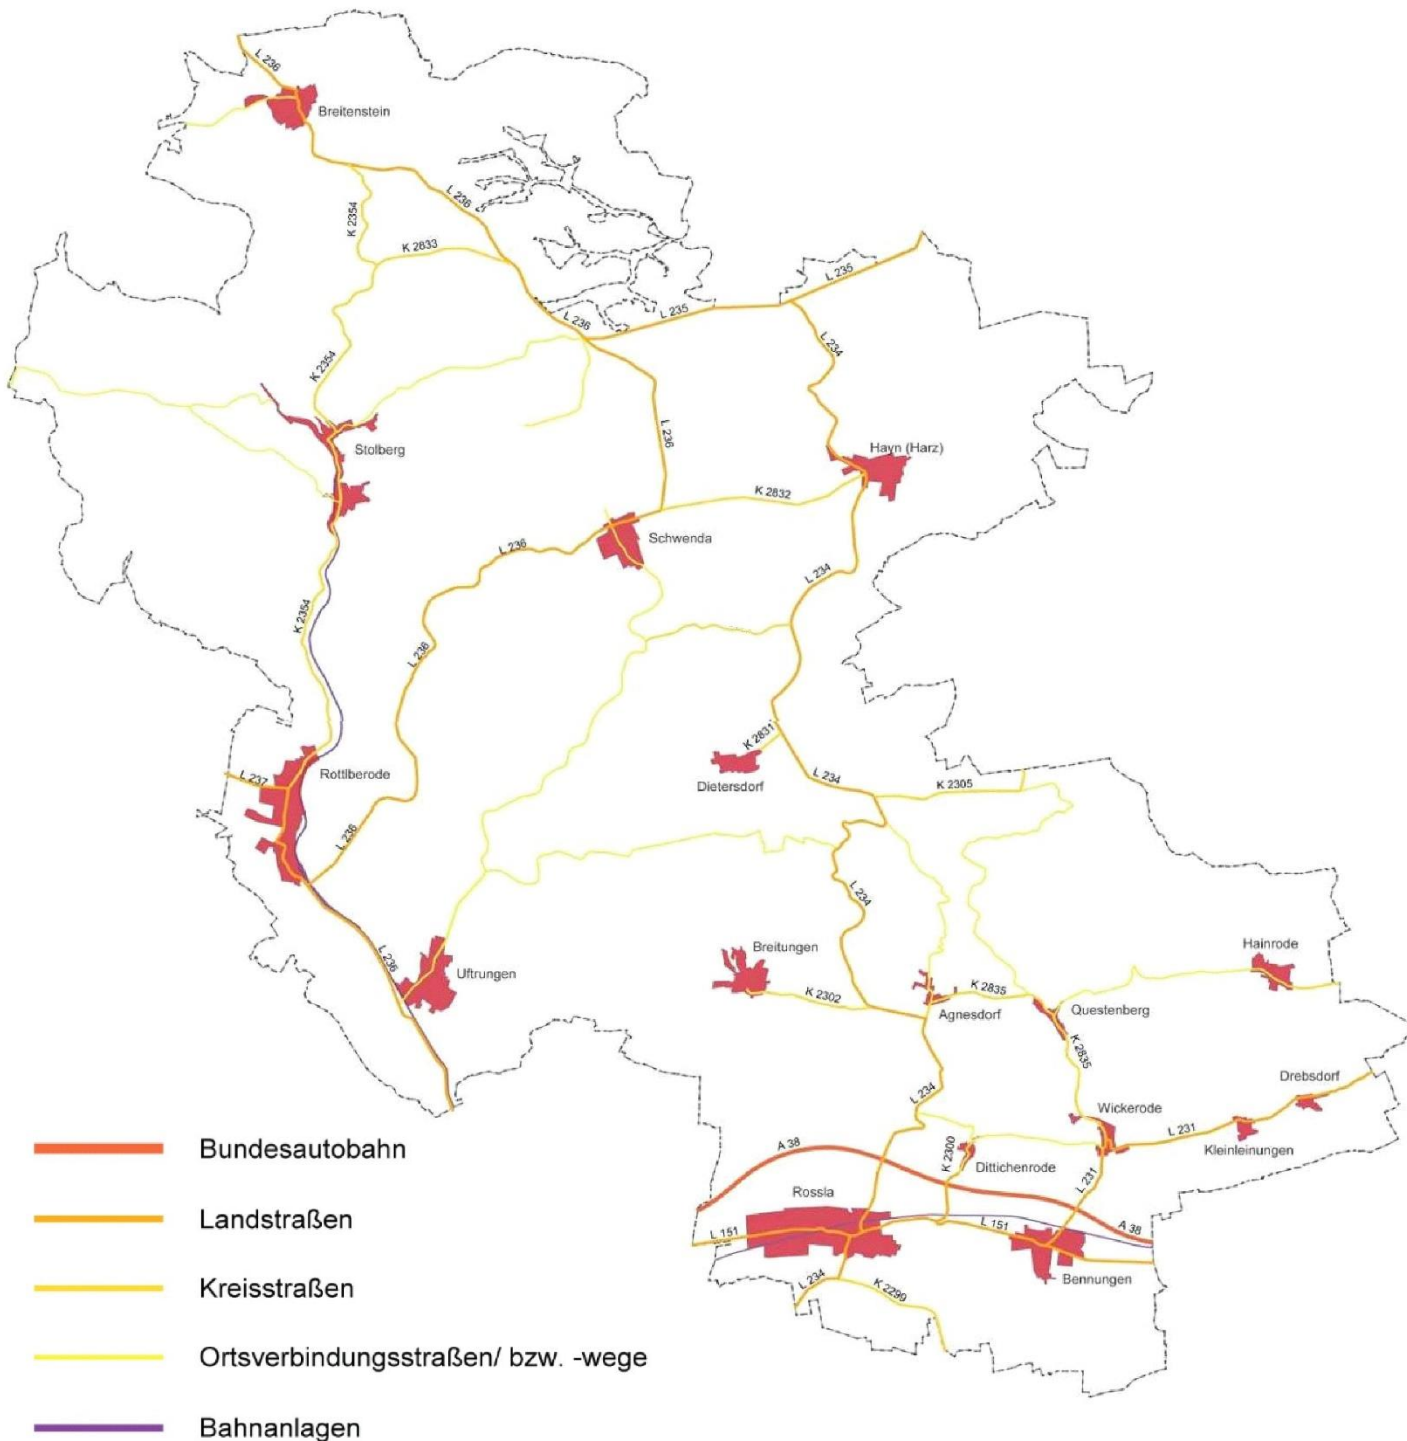 L 236
Breitenstein
L 236
K 2354
K 2833
L 235
L 236
L 235
L 234
K 2354
Stolberg
L 236
Hayn (Harz)
K 2832
Schwenda
L 236
L 234
K 2354
L 236
K 2831
Rottlberode
L 237
Dietersdorf
L 234
K 2305
L 236
L 234
Breitungen
Hainrode
L 236
Uftrungen
K 2302
K 2835
Agnesdorf
Questenberg
K 2835
Drebsdorf
L 234
Wickerode
L 231
Kleinleinungen
A 38
K 2300
Dittichenrode
L 231
Rossla
L 151
L 151
A 38
Bennungen
L 234
K 2299
Bundesautobahn
Landstraßen
Kreisstraßen
Ortsverbindungsstraßen/ bzw. -wege
Bahnanlagen